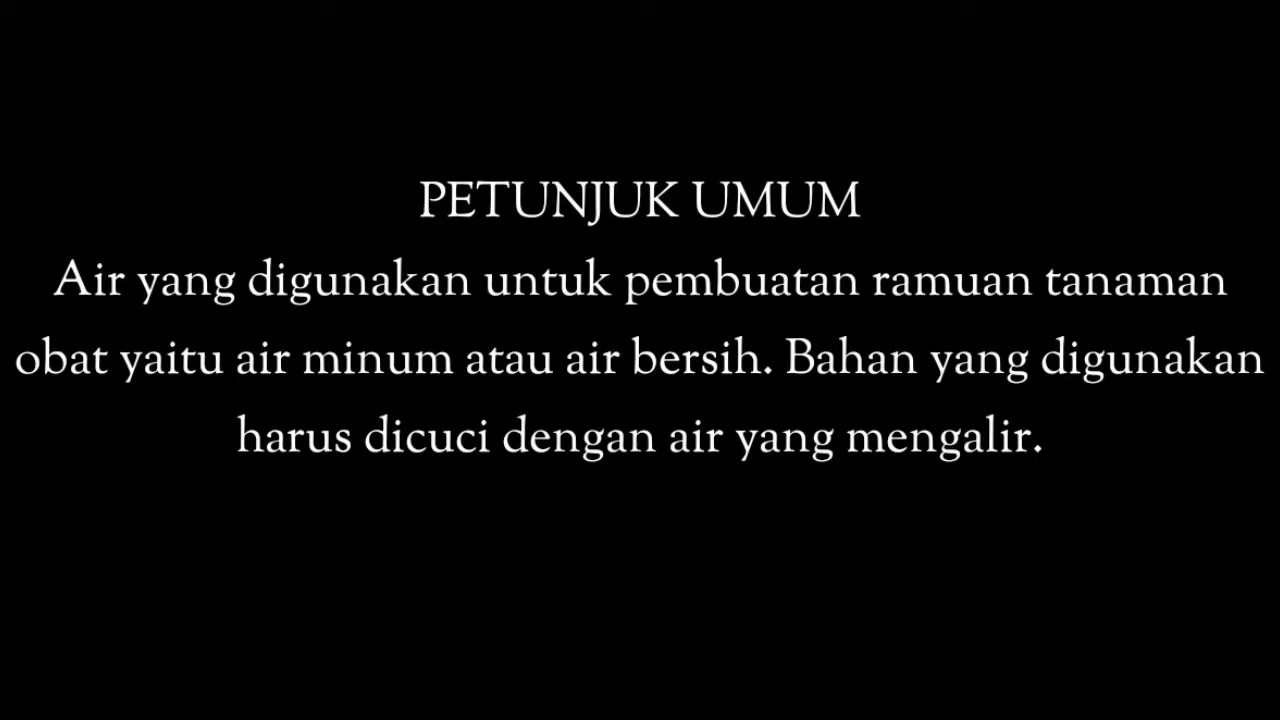 PETUNJUK UMUM
Air yang digunakan untuk pembuatan ramuan tanaman
obat yaitu air minum atau air bersih. Bahan yang digunakan
harus dicuci dengan air yang mengalir.